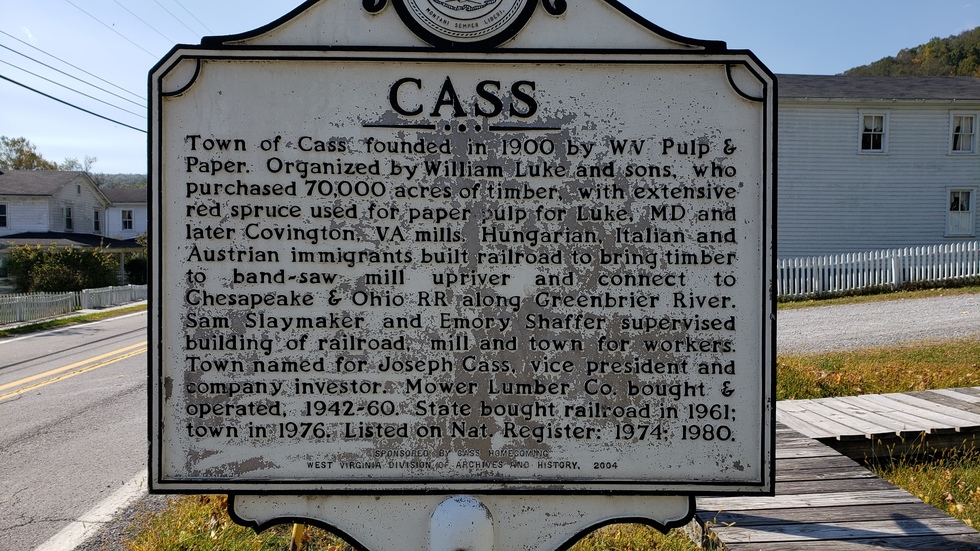 MONTANI SEMPER LIBERI
CASS
Town of Cass founded in 1900 by WV Pulp &
Paper. Organized by William Luke and sons, who
purchased 70,000 acres of timber, with extensive
red spruce used for paper pulp for Luke, MD and
later Covington, VA mills. Hungarian, Italian and
Austrian immigrants built railroad to bring timber
to band-saw mill upriver and connect to
Chesapeake & Ohio RR along Greenbrier River.
Sam Slaymaker and Emory Shaffer supervised
building of railroad, mill and town for workers
Town named for Joseph Cass, vice president and
company investor. Mower Lumber Co. bought &
operated, 1942-60. State bought railroad in 1961;
town in 1976. Listed on Nat. Register: 1974; 1980.
SPONSORED BY CASS HOMECOMING
WEST VIRGINIA DIVISION OF ARCHIVES AND HISTORY, 2004